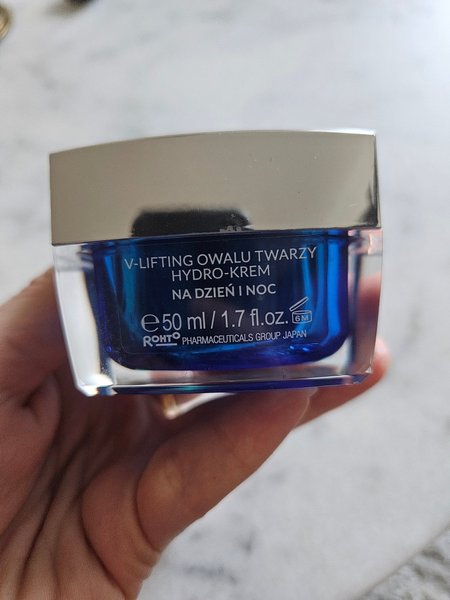 V-LIFTING OWALU TWARZY
HYDRO-KREM
NA DZIEŃ I NOC
℮ 50 ml / 1.7 fl.oz. 6M
ROHTO PHARMACEUTICALS GROUP JAPAN